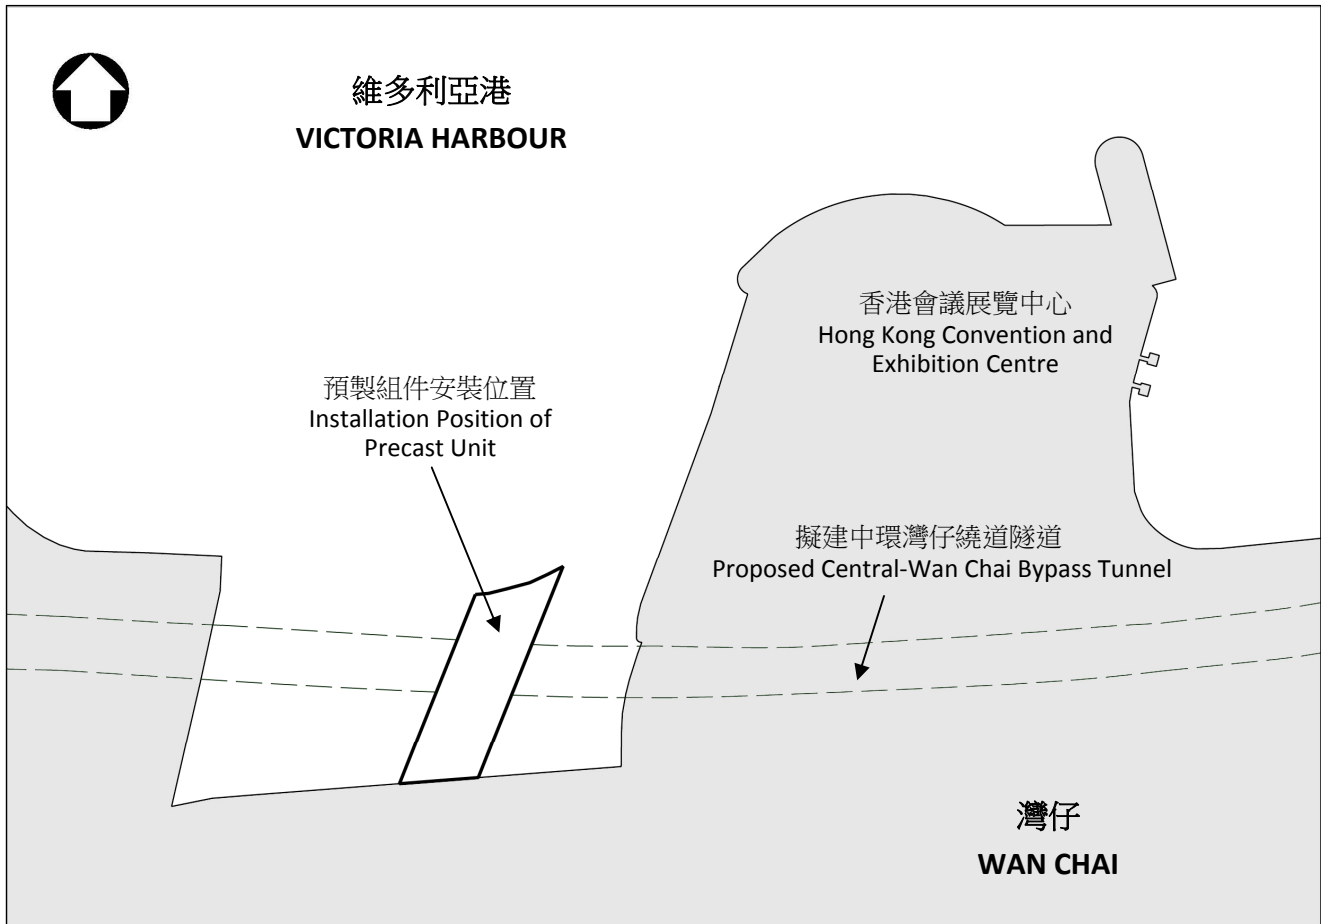 維多利亞港
VICTORIA HARBOUR
香港會議展覽中心
Hong Kong Convention and
Exhibition Centre
預製組件安裝位置
Installation Position of
Precast Unit
擬建中環灣仔繞道隧道
Proposed Central-Wan Chai Bypass Tunnel
灣仔
WAN CHAI